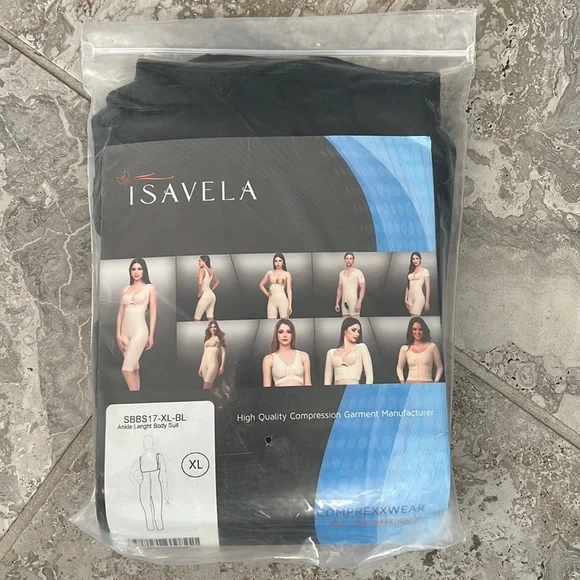 ISAVELA
SBBS17-XL-BL
Ankle Lenght Body Suit
XL
High Quality Compression Garment Manufacturer
COMPREXXWEAR